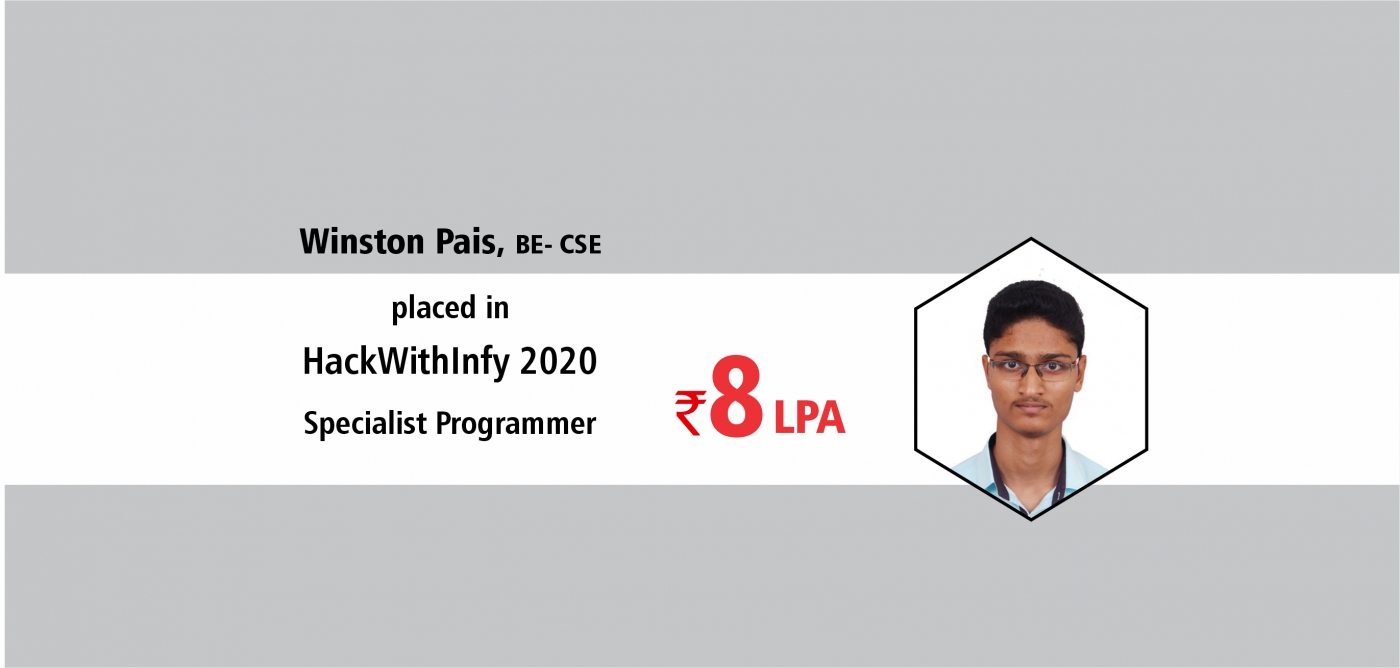 Winston Pais, BE- CSE
placed in
HackWithInfy 2020
Specialist Programmer
₹8 LPA